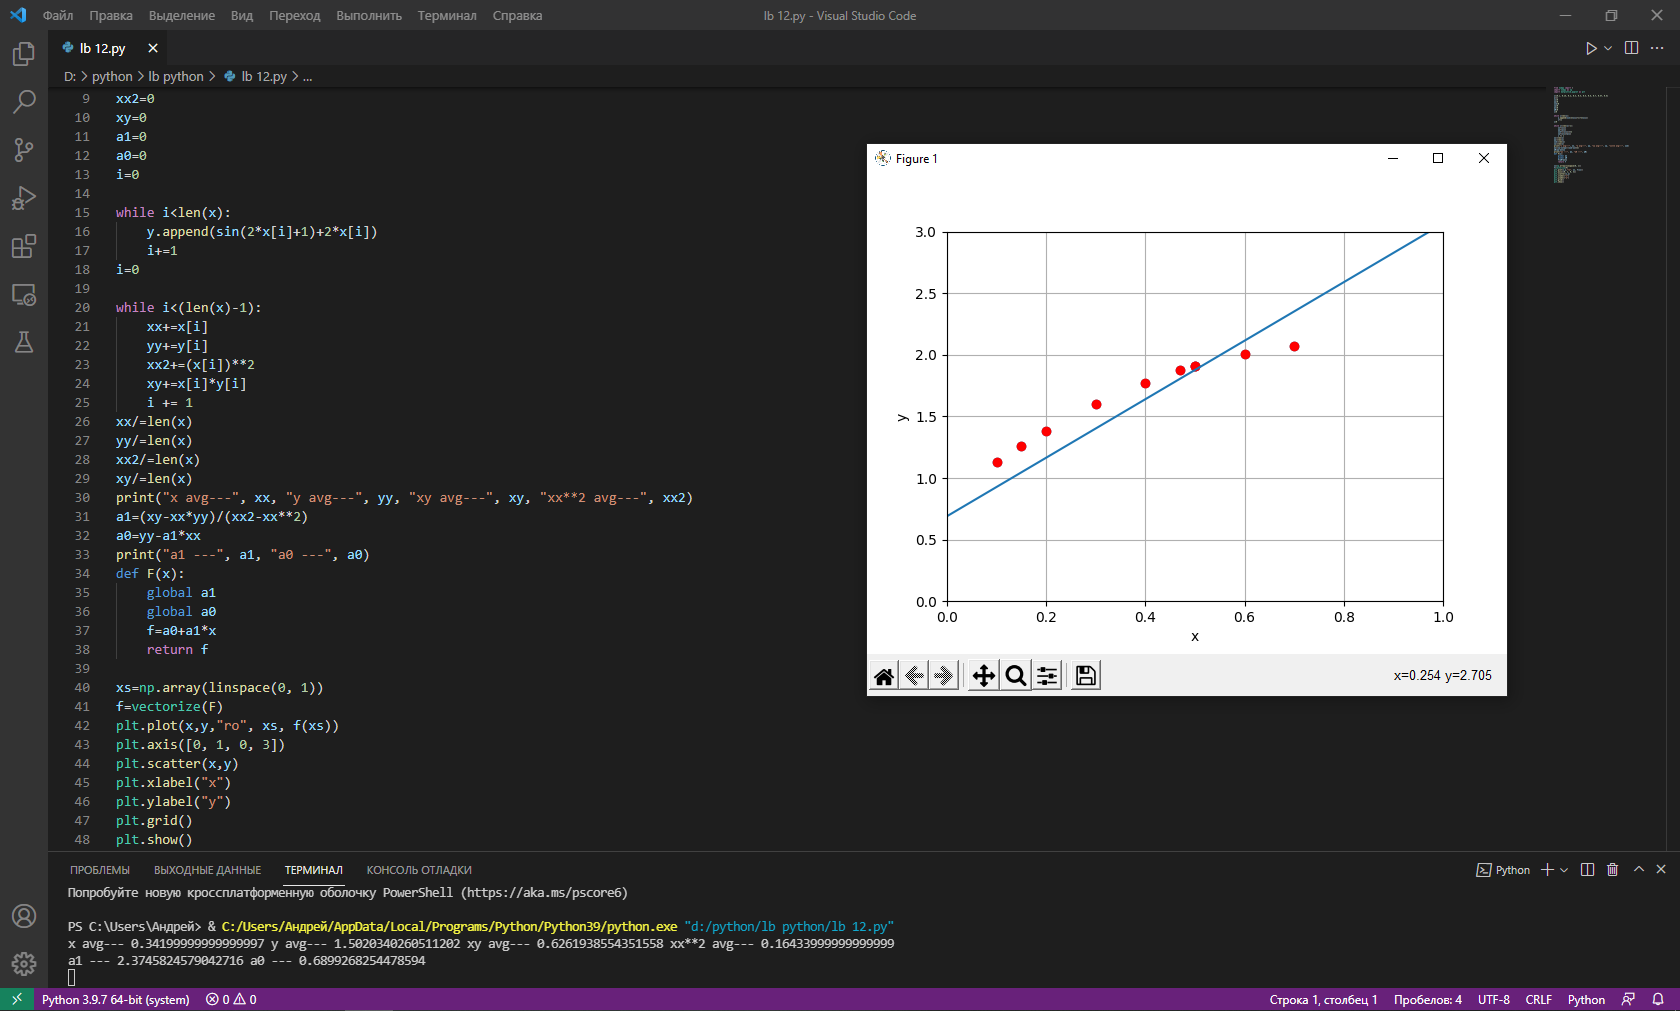 Файл Правка Выделение Вид Переход Выполнить Терминал Справка
lb 12.py - Visual Studio Code
lb 12.py
D: > python > lb python > lb 12.py > ...
9 xx2=0
10 xy=0
11 a1=0
12 a0=0
13 i=0
14
15 while i<len(x):
16     y.append(sin(2*x[i]+1)+2*x[i])
17     i+=1
18 i=0
19
20 while i<(len(x)-1):
21     xx+=x[i]
22     yy+=y[i]
23     xx2+=(x[i])**2
24     xy+=x[i]*y[i]
25     i += 1
26 xx/=len(x)
27 yy/=len(x)
28 xx2/=len(x)
29 xy/=len(x)
30 print("x avg---", xx, "y avg---", yy, "xy avg---", xy, "xx**2 avg---", xx2)
31 a1=(xy-xx*yy)/(xx2-xx**2)
32 a0=yy-a1*xx
33 print("a1 ---", a1, "a0 ---", a0)
34 def F(x):
35     global a1
36     global a0
37     f=a0+a1*x
38     return f
39
40 xs=np.array(linspace(0, 1))
41 f=vectorize(F)
42 plt.plot(x,y,"ro", xs, f(xs))
43 plt.axis([0, 1, 0, 3])
44 plt.scatter(x,y)
45 plt.xlabel("x")
46 plt.ylabel("y")
47 plt.grid()
48 plt.show()
Figure 1
3.0
2.5
2.0
1.5
1.0
0.5
0.0
y
0.0 0.2 0.4 0.6 0.8 1.0
x
x=0.254 y=2.705
ПРОБЛЕМЫ ВЫХОДНЫЕ ДАННЫЕ ТЕРМИНАЛ КОНСОЛЬ ОТЛАДКИ
Python
Попробуйте новую кроссплатформенную оболочку PowerShell (https://aka.ms/pscore6)
PS C:\Users\Андрей> & C:/Users/Андрей/AppData/Local/Programs/Python/Python39/python.exe "d:/python/lb python/lb 12.py"
x avg--- 0.34199999999999997 y avg--- 1.5020340260511202 xy avg--- 0.6261938554351558 xx**2 avg--- 0.16433999999999999
a1 --- 2.3745824579042716 a0 --- 0.6899268254478594
Python 3.9.7 64-bit (system) 0 0
Строка 1, столбец 1 Пробелов: 4 UTF-8 CRLF Python